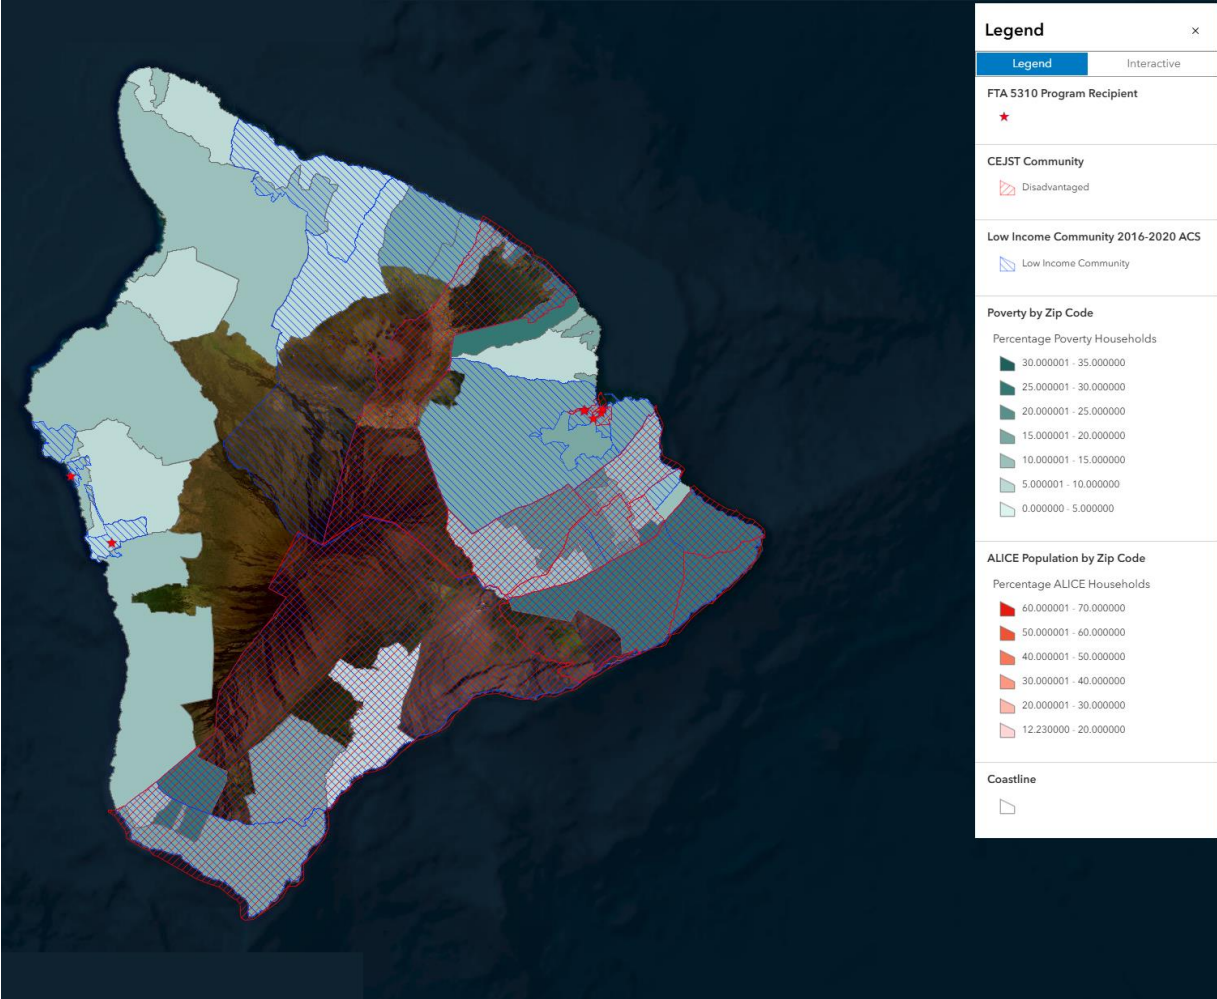 Legend ×
Legend Interactive
FTA 5310 Program Recipient
CEJST Community
Disadvantaged
Low Income Community 2016-2020 ACS
Low Income Community
Poverty by Zip Code
Percentage Poverty Households
30.000001 - 35.000000
25.000001 - 30.000000
20.000001 - 25.000000
15.000001 - 20.000000
10.000001 - 15.000000
5.000001 - 10.000000
0.000000 - 5.000000
ALICE Population by Zip Code
Percentage ALICE Households
60.000001 - 70.000000
50.000001 - 60.000000
40.000001 - 50.000000
30.000001 - 40.000000
20.000001 - 30.000000
12.230000 - 20.000000
Coastline